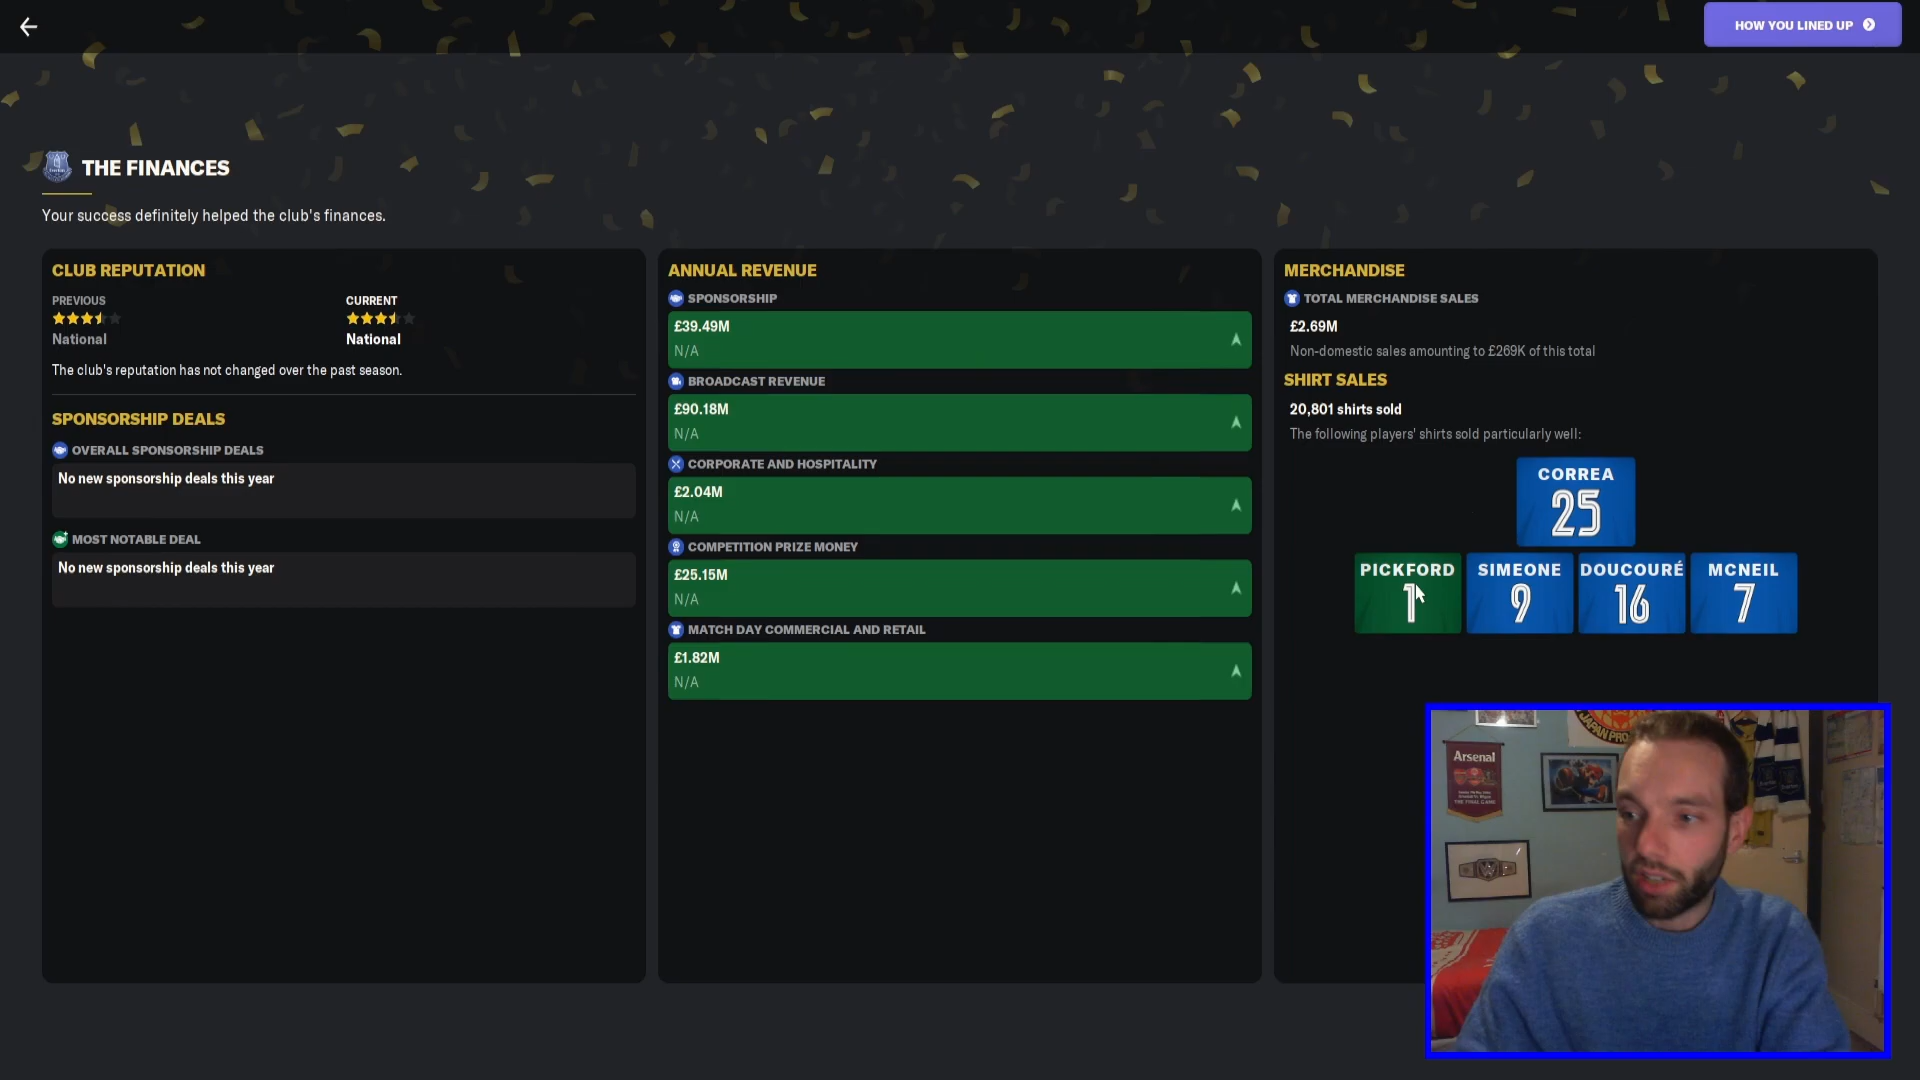 HOW YOU LINED UP
THE FINANCES
Your success definitely helped the club's finances.
CLUB REPUTATION
PREVIOUS
National
CURRENT
National
The club's reputation has not changed over the past season.
SPONSORSHIP DEALS
OVERALL SPONSORSHIP DEALS
No new sponsorship deals this year
MOST NOTABLE DEAL
No new sponsorship deals this year
ANNUAL REVENUE
SPONSORSHIP
£39.49M
N/A
BROADCAST REVENUE
£90.18M
N/A
CORPORATE AND HOSPITALITY
£2.04M
N/A
COMPETITION PRIZE MONEY
£25.15M
N/A
MATCH DAY COMMERCIAL AND RETAIL
£1.82M
N/A
MERCHANDISE
TOTAL MERCHANDISE SALES
£2.69M
Non-domestic sales amounting to £269K of this total
SHIRT SALES
20,801 shirts sold
The following players' shirts sold particularly well:
CORREA
25
PICKFORD
1
SIMEONE
9
DOUCOURÉ
16
MCNEIL
7
Arsenal
THE FINAL GAME
JAPAN PRO